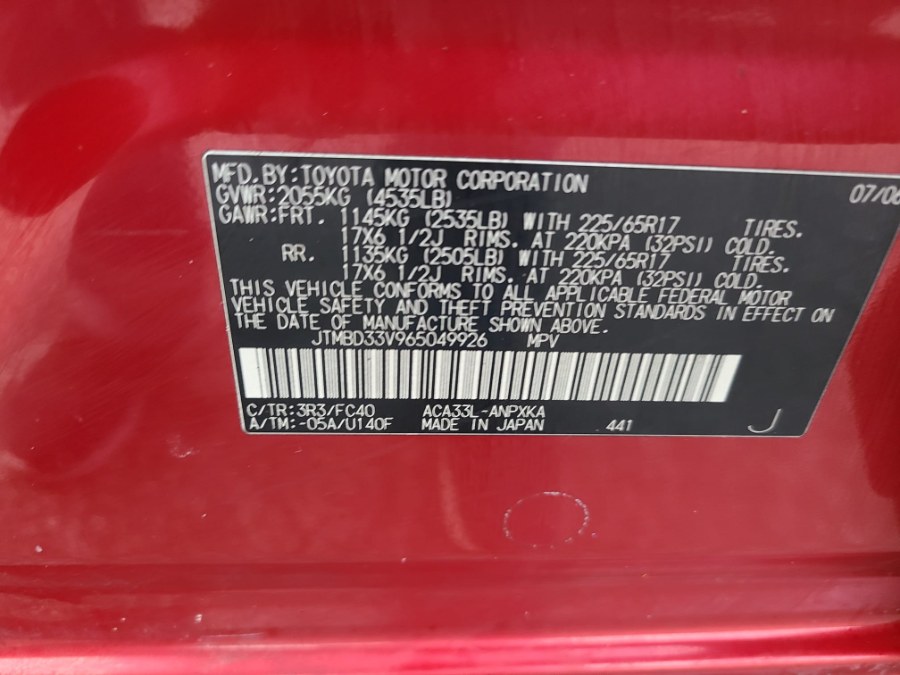 MFD.BY:TOYOTA MOTOR CORPORATION 07/06
GVWR:2055KG (4535LB)
GAWR:FRT. 1145KG (2535LB) WITH 225/65R17 TIRES.
17X6 1/2J RIMS. AT 220KPA (32PSI) COLD.
RR. 1135KG (2505LB) WITH 225/65R17 TIRES.
17X6 1/2J RIMS. AT 220KPA (32PSI) COLD.
THIS VEHICLE CONFORMS TO ALL APPLICABLE FEDERAL MOTOR
VEHICLE SAFETY AND THEFT PREVENTION STANDARDS IN EFFECT ON
THE DATE OF MANUFACTURE SHOWN ABOVE.
JTMBD33V965049926 MPV
C/TR:3R3/FC40 ACA33L-ANPXKA
A/TM:-05A/U140F MADE IN JAPAN 441 J